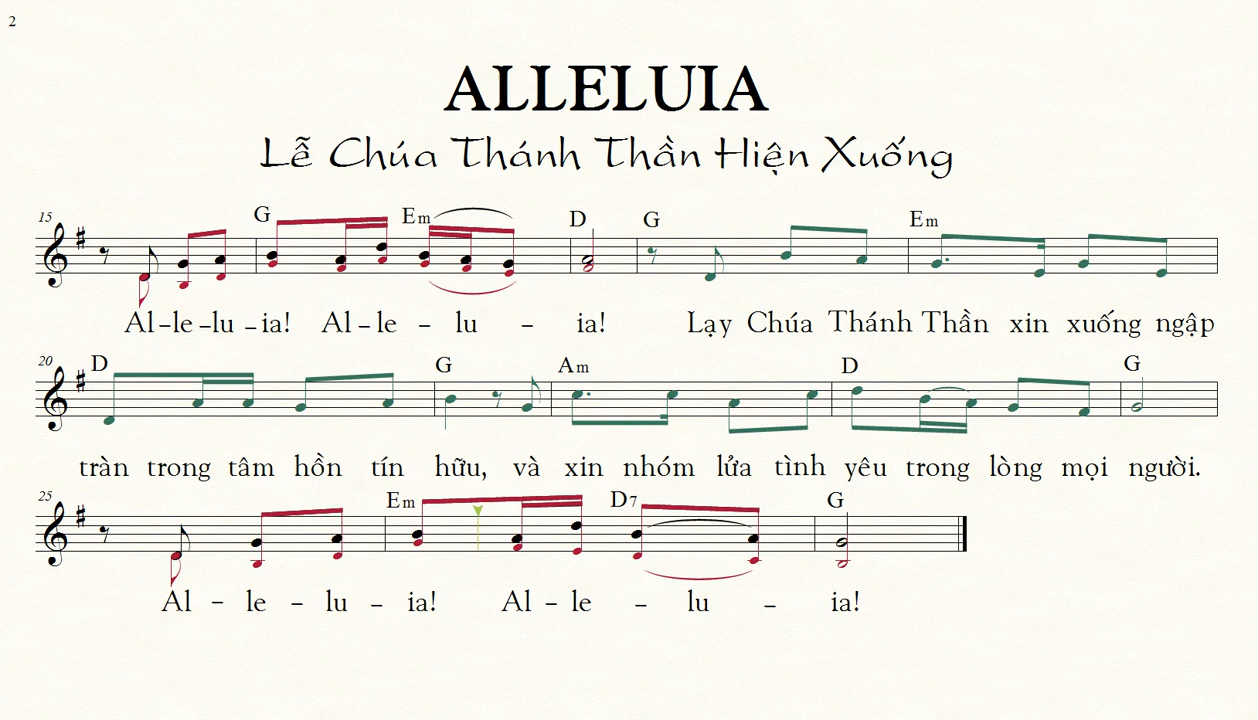 2
ALLELUIA
Lễ Chúa Thánh Thần Hiện Xuống
15 G Em D G Em
Al – le – lu – ia! Al – le – lu – ia! Lạy Chúa Thánh Thần xin xuống ngập
20 D G Am D G
tràn trong tâm hồn tín hữu, và xin nhóm lửa tình yêu trong lòng mọi người.
25 Em D7 G
Al – le – lu – ia! Al – le – lu – ia!